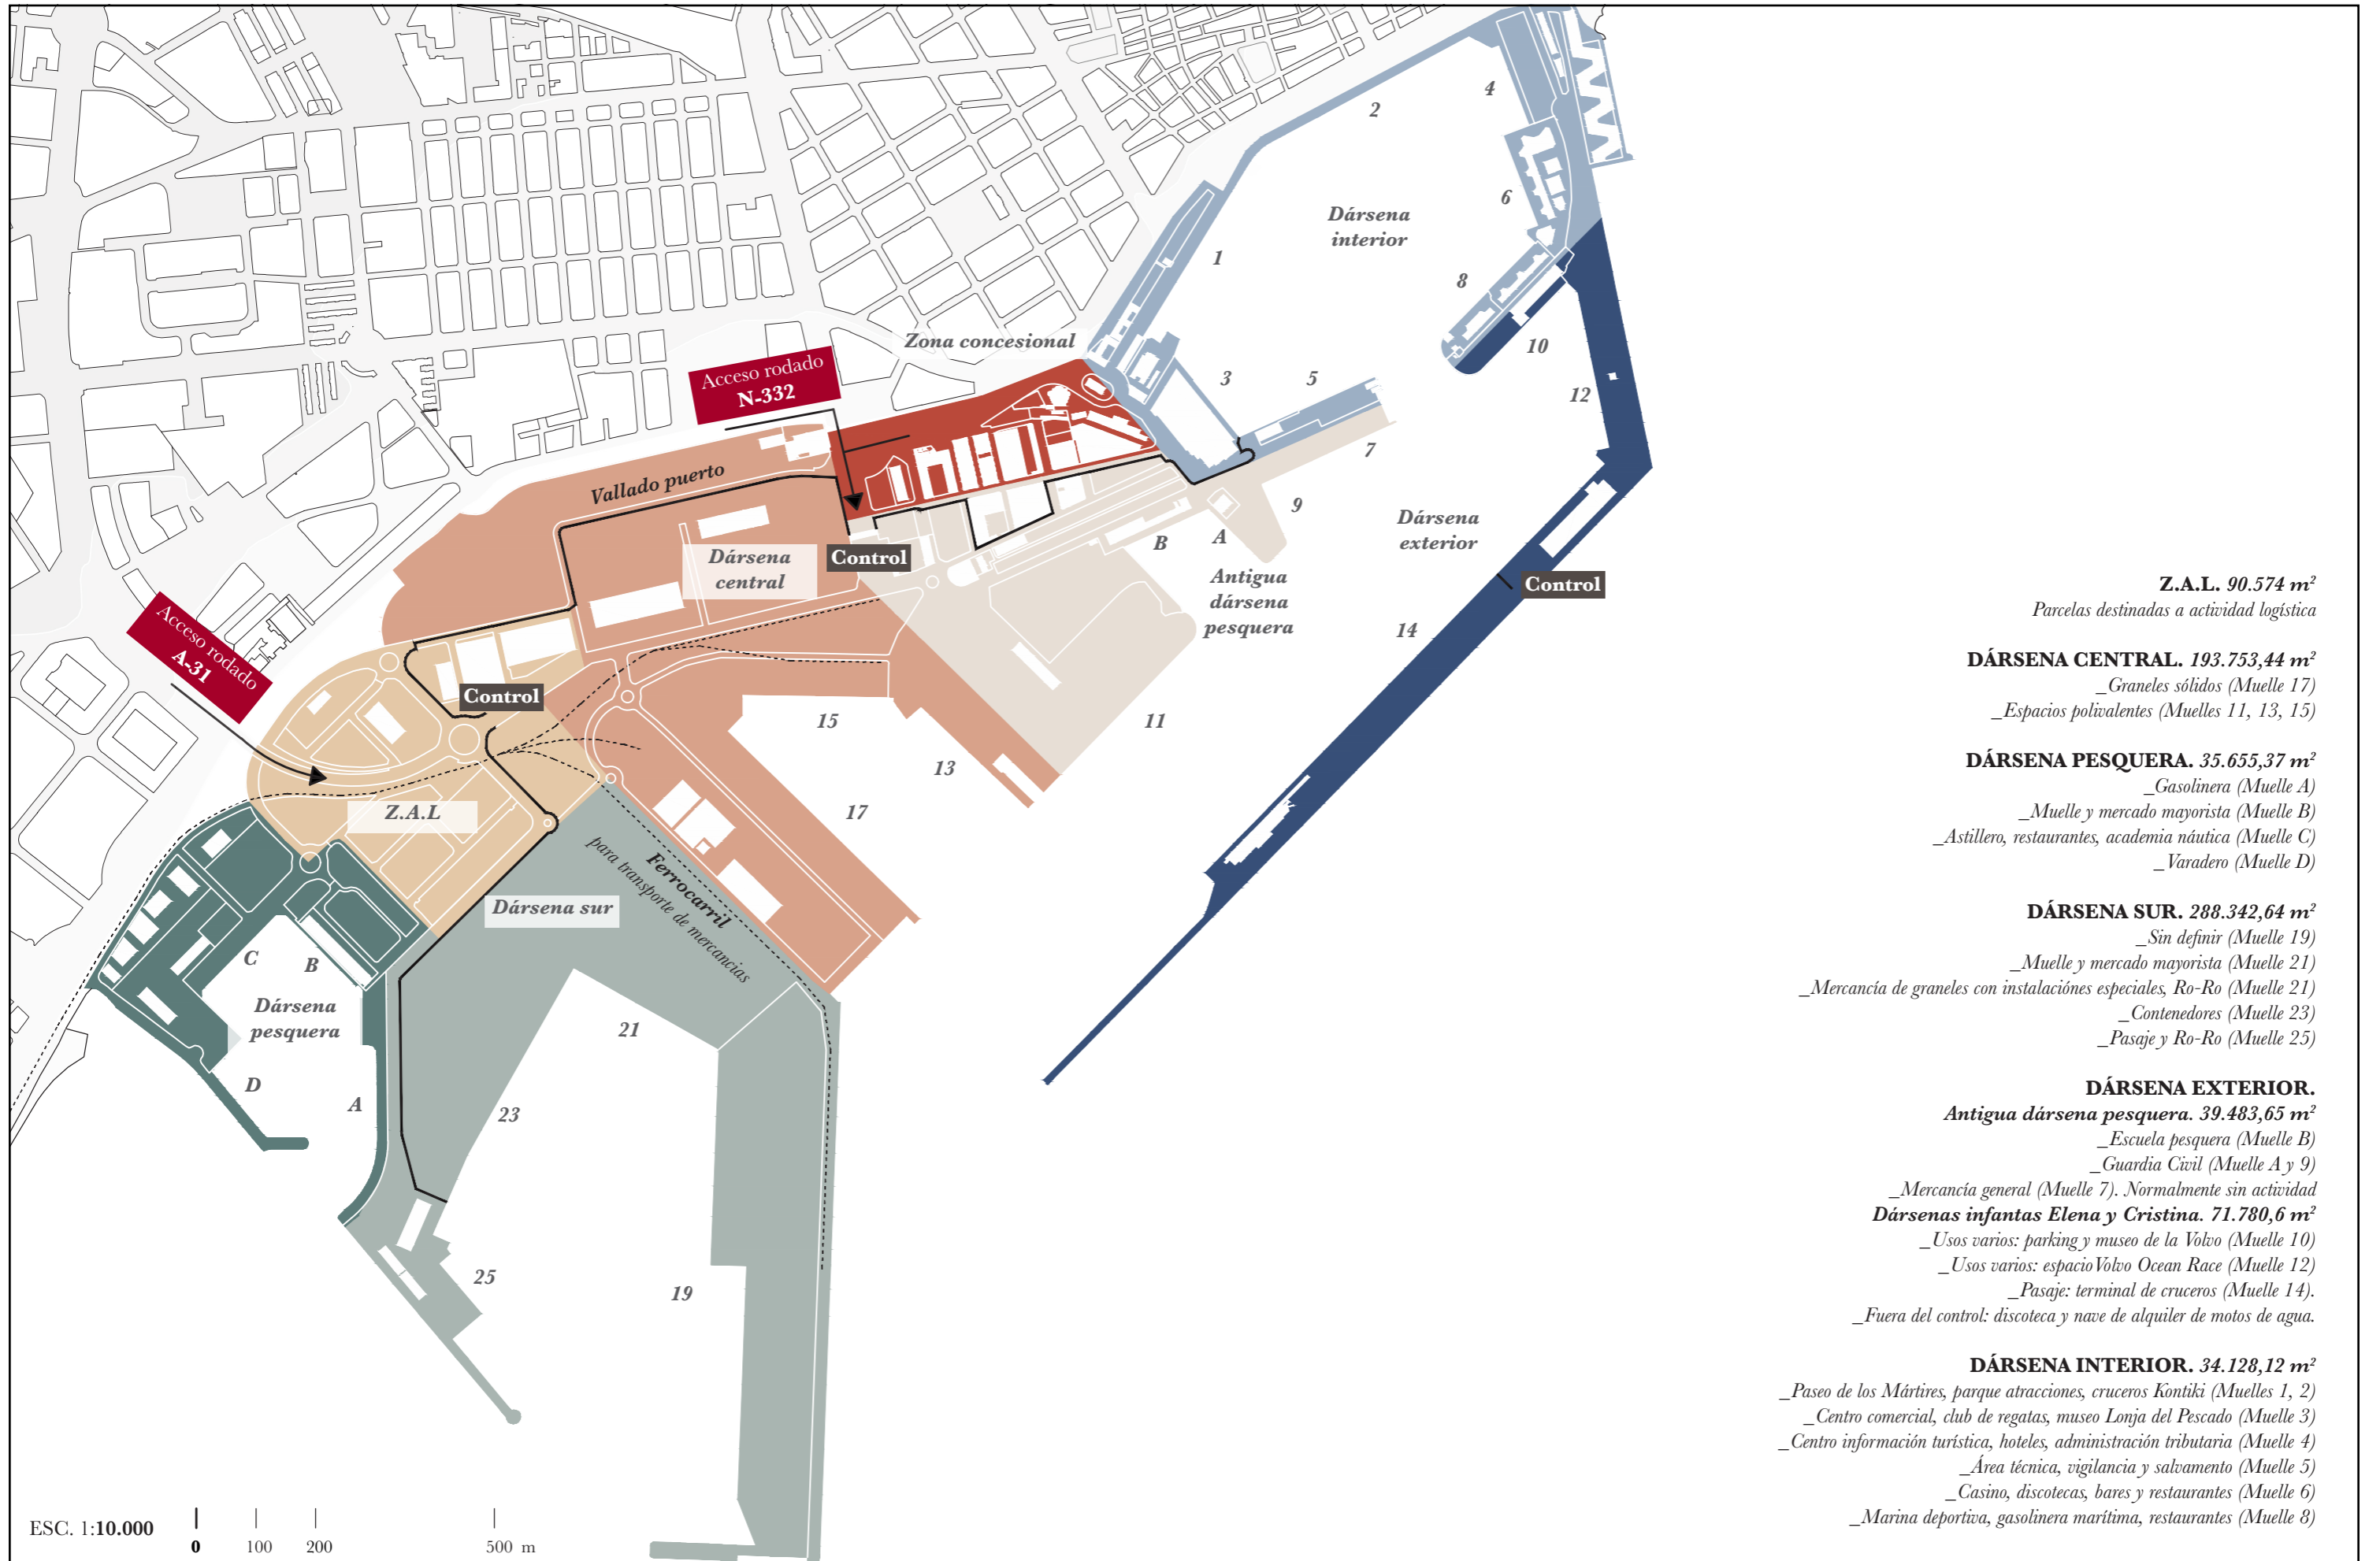 2
4
6
Dársena
interior
1
8
Zona concesional
10
Acceso rodado
N-332
3
5
12
7
Vallado puerto
9
Dársena
exterior
B
A
Dársena
central
Control
Antigua
dársena
pesquera
Control
14
Acceso rodado
A-31
Control
15
11
13
17
Z.A.L
Ferrocarril
para transporte de mercancias
Dársena sur
C
B
Dársena
pesquera
21
D
A
23
25
19
ESC. 1:10.000
0
100
200
500 m
Z.A.L. 90.574 m²
Parcelas destinadas a actividad logística
DÁRSENA CENTRAL. 193.753,44 m²
_Graneles sólidos (Muelle 17)
_Espacios polivalentes (Muelles 11, 13, 15)
DÁRSENA PESQUERA. 35.655,37 m²
_Gasolinera (Muelle A)
_Muelle y mercado mayorista (Muelle B)
_Astillero, restaurantes, academia náutica (Muelle C)
_Varadero (Muelle D)
DÁRSENA SUR. 288.342,64 m²
_Sin definir (Muelle 19)
_Muelle y mercado mayorista (Muelle 21)
_Mercancía de graneles con instalaciónes especiales, Ro-Ro (Muelle 21)
_Contenedores (Muelle 23)
_Pasaje y Ro-Ro (Muelle 25)
DÁRSENA EXTERIOR.
Antigua dársena pesquera. 39.483,65 m²
_Escuela pesquera (Muelle B)
_Guardia Civil (Muelle A y 9)
_Mercancía general (Muelle 7). Normalmente sin actividad
Dársenas infantas Elena y Cristina. 71.780,6 m²
_Usos varios: parking y museo de la Volvo (Muelle 10)
_Usos varios: espacioVolvo Ocean Race (Muelle 12)
_Pasaje: terminal de cruceros (Muelle 14).
_Fuera del control: discoteca y nave de alquiler de motos de agua.
DÁRSENA INTERIOR. 34.128,12 m²
_Paseo de los Mártires, parque atracciones, cruceros Kontiki (Muelles 1, 2)
_Centro comercial, club de regatas, museo Lonja del Pescado (Muelle 3)
_Centro información turística, hoteles, administración tributaria (Muelle 4)
_Área técnica, vigilancia y salvamento (Muelle 5)
_Casino, discotecas, bares y restaurantes (Muelle 6)
_Marina deportiva, gasolinera marítima, restaurantes (Muelle 8)